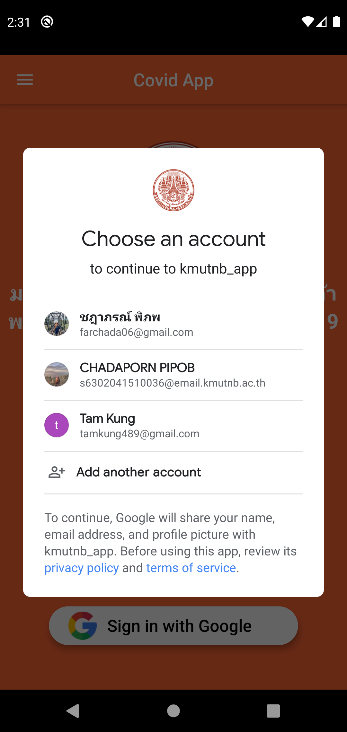 2:31
Covid App
Choose an account
to continue to kmutnb_app
ชฎาภรณ์ พิภพ
farchada06@gmail.com
CHADAPORN PIPOB
s6302041510036@email.kmutnb.ac.th
Tam Kung
t
tamkung489@gmail.com
Add another account
To continue, Google will share your name,
email address, and profile picture with
kmutnb_app. Before using this app, review its
privacy policy and terms of service.
Sign in with Google